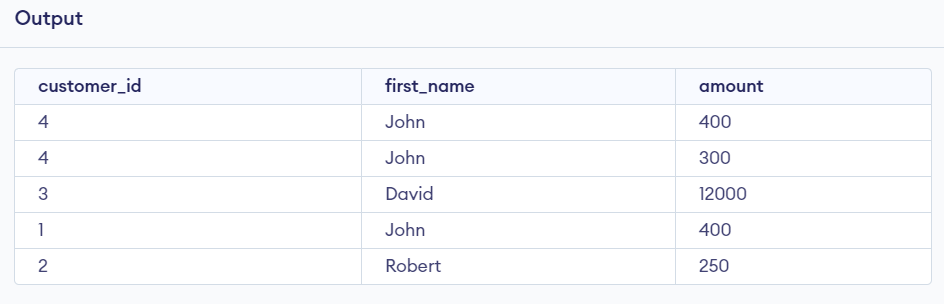 Output
customer_id first_name amount
4 John 400
4 John 300
3 David 12000
1 John 400
2 Robert 250